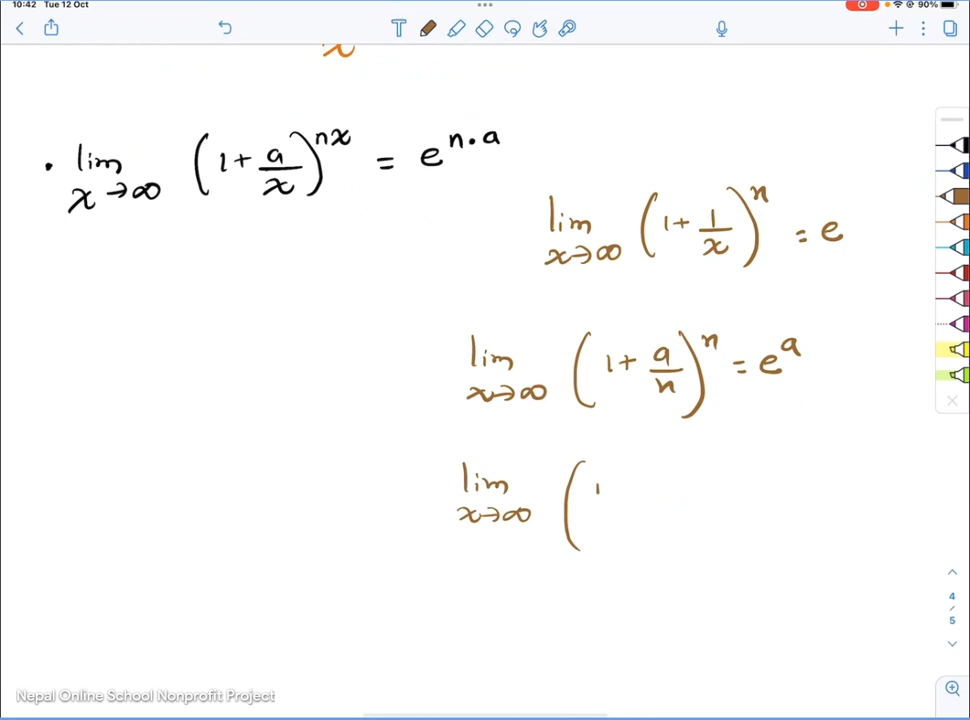 10:42 Tue 12 Oct
90%
x
• lim x→∞ (1 + a/x)^{nx} = e^{n·a}
lim x→∞ (1 + 1/x)^n = e
lim x→∞ (1 + a/n)^n = e^a
lim x→∞ (1
4
/
5
Nepal Online School Nonprofit Project